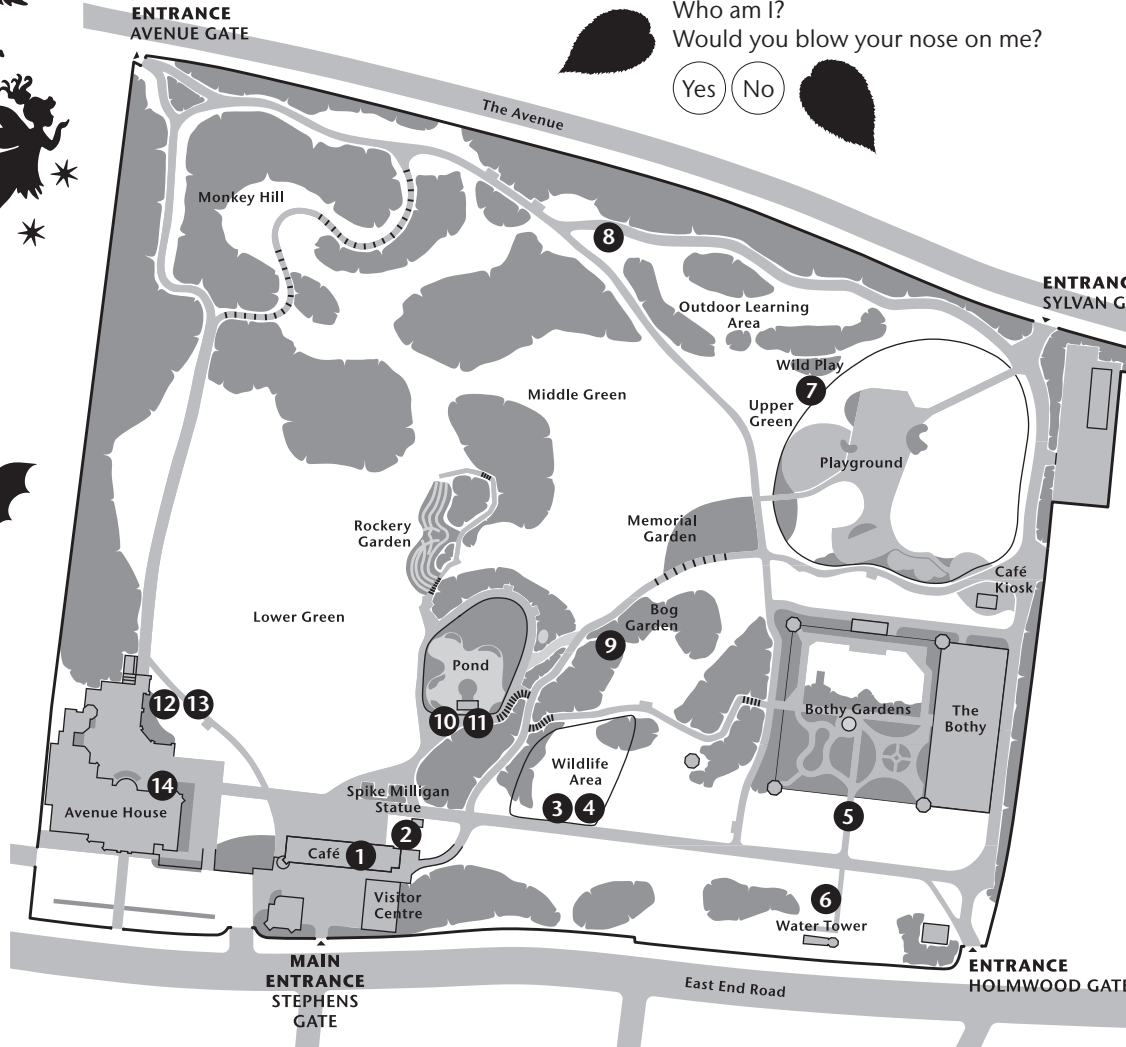 ENTRANCE
AVENUE GATE
Who am I?
Would you blow your nose on me?
Yes No
The Avenue
Monkey Hill
8
ENTRANC
SYLVAN G
Outdoor Learning
Area
Wild Play
7
Middle Green
Upper
Green
Playground
Rockery
Garden
Memorial
Garden
Café
Kiosk
Lower Green
Bog
Garden
9
Pond
12 13
10 11
Bothy Gardens
The
Bothy
Wildlife
Area
3 4
14
Avenue House
Spike Milligan
Statue
2
5
Café 1
Visitor
Centre
6
Water Tower
MAIN
ENTRANCE
STEPHENS
GATE
East End Road
ENTRANCE
HOLMWOOD GATE